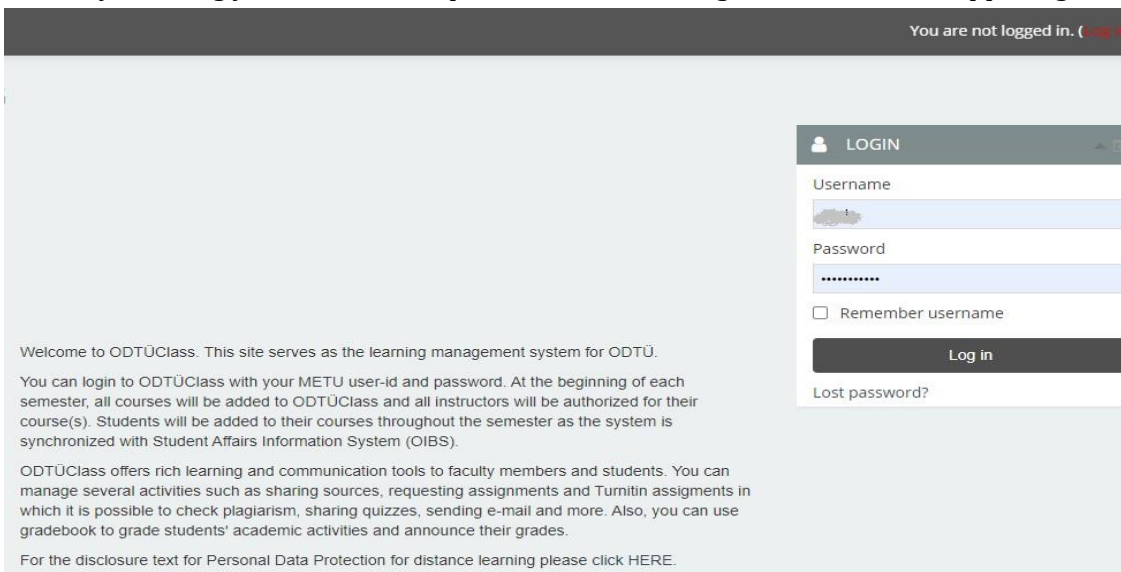 You are not logged in. (
LOGIN
Username
Password
Remember username
Log in
Lost password?
Welcome to ODTÜClass. This site serves as the learning management system for ODTÜ.
You can login to ODTÜClass with your METU user-id and password. At the beginning of each
semester, all courses will be added to ODTÜClass and all instructors will be authorized for their
course(s). Students will be added to their courses throughout the semester as the system is
synchronized with Student Affairs Information System (OIBS).
ODTÜClass offers rich learning and communication tools to faculty members and students. You can
manage several activities such as sharing sources, requesting assignments and Turnitin assigments in
which it is possible to check plagiarism, sharing quizzes, sending e-mail and more. Also, you can use
gradebook to grade students' academic activities and announce their grades.
For the disclosure text for Personal Data Protection for distance learning please click HERE.